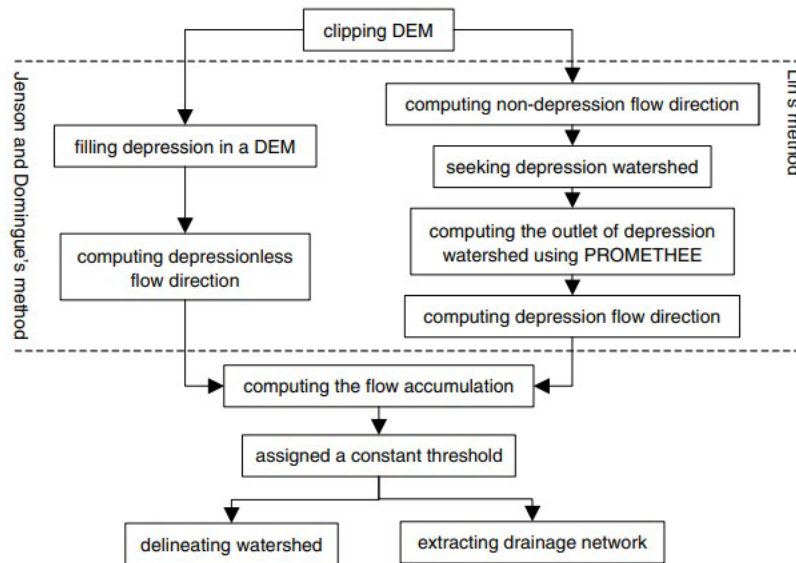 clipping DEM
Jenson and Domingue's method
filling depression in a DEM
computing depressionless
flow direction
computing non-depression flow direction
seeking depression watershed
computing the outlet of depression
watershed using PROMETHEE
computing depression flow direction
Lin's method
computing the flow accumulation
assigned a constant threshold
delineating watershed
extracting drainage network